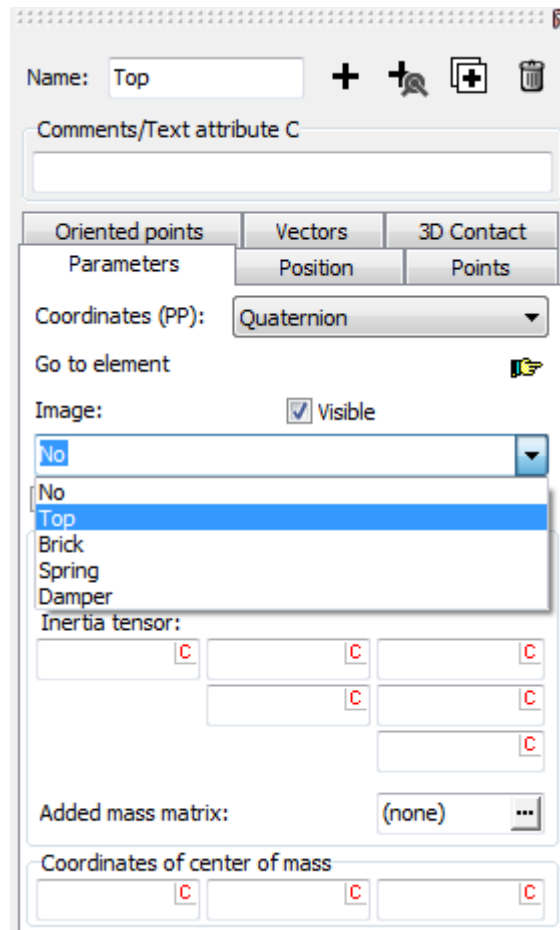 Name: Top
Comments/Text attribute C
Oriented points Vectors 3D Contact
Parameters Position Points
Coordinates (PP): Quaternion
Go to element
Image: Visible
No
No
Top
Brick
Spring
Damper
Inertia tensor:
C C C
C C
C
Added mass matrix: (none) ...
Coordinates of center of mass
C C C